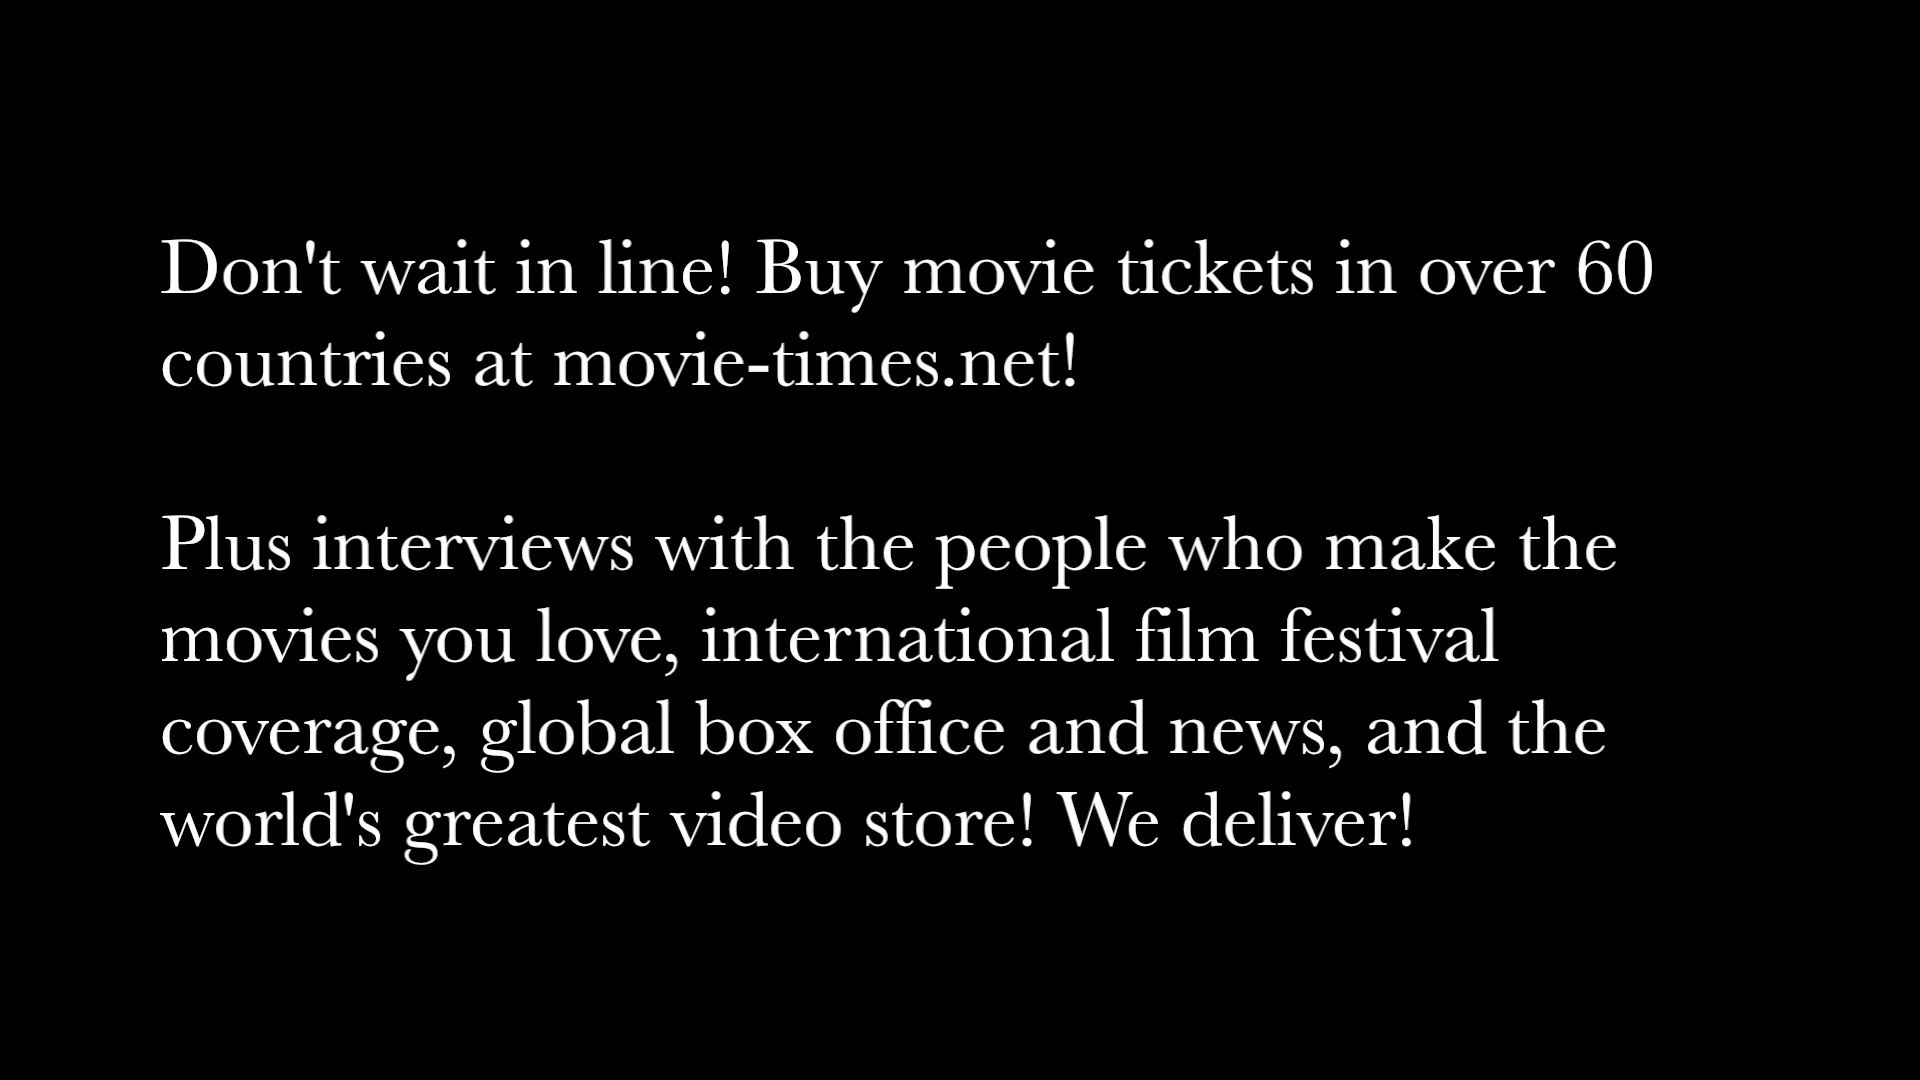 Don't wait in line! Buy movie tickets in over 60
countries at movie-times.net!
Plus interviews with the people who make the
movies you love, international film festival
coverage, global box office and news, and the
world's greatest video store! We deliver!